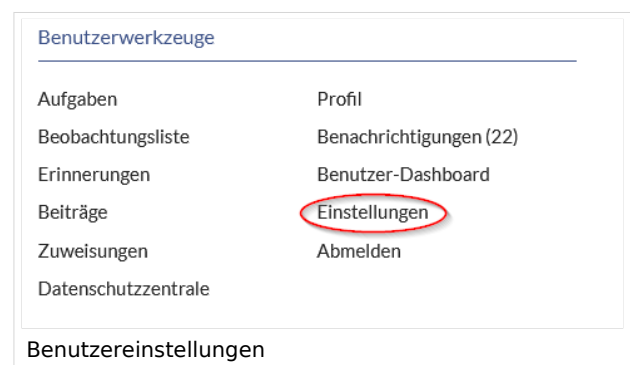 Benutzerwerkzeuge
Aufgaben Profil
Beobachtungsliste Benachrichtigungen (22)
Erinnerungen Benutzer-Dashboard
Beiträge Einstellungen
Zuweisungen Abmelden
Datenschutzzentrale
Benutzereinstellungen